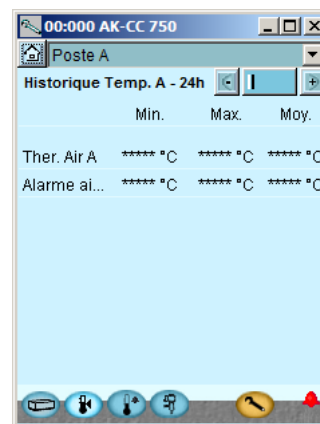 00:000 AK-CC 750
Poste A
Historique Temp. A - 24h
Min. Max. Moy.
Ther. Air A ***** °C ***** °C ***** °C
Alarme ai... ***** °C ***** °C ***** °C